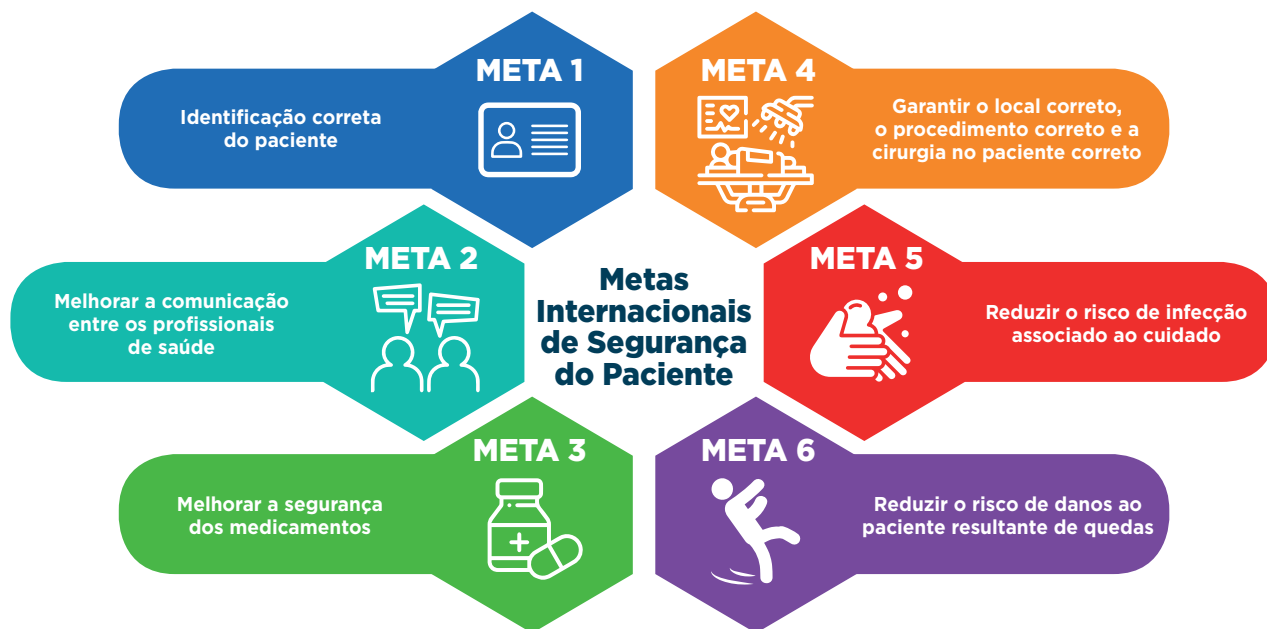 META 1
Identificação correta
do paciente
META 2
Melhorar a comunicação
entre os profissionais
de saúde
META 3
Melhorar a segurança
dos medicamentos
Metas
Internacionais
de Segurança
do Paciente
META 4
Garantir o local correto,
o procedimento correto e a
cirurgia no paciente correto
META 5
Reduzir o risco de infecção
associado ao cuidado
META 6
Reduzir o risco de danos ao
paciente resultante de quedas